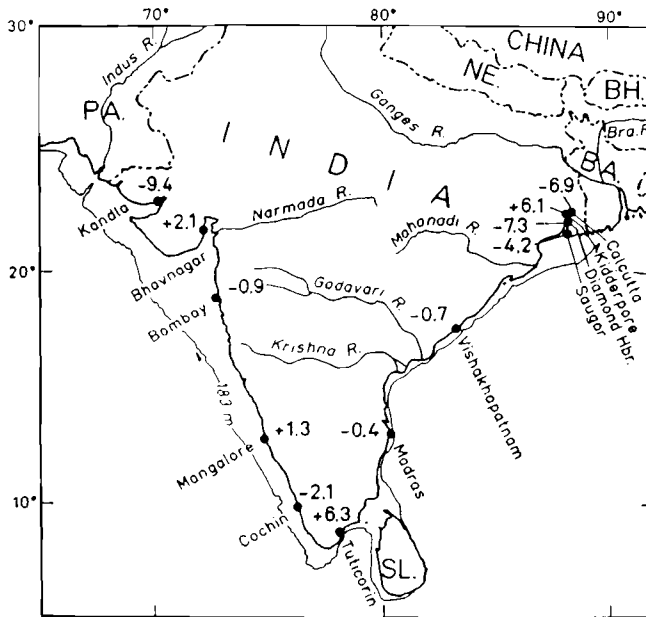 70°
80°
90°
30°
CHINA
NE.
BH.
Indus R.
PA.
Ganges R.
Bra.R
BA.
INDIA
-9.4
Kandla
+2.1
Narmada R.
Mahanadi R.
-6.9
+6.1
-7.3
-4.2
Calcutta
Kidderpore
Diamond Hbr.
Saugor
20°
Bhavnagar
-0.9
Godavari R.
Bombay
-0.7
Vishakhapatnam
Krishna R.
183 m
+1.3
-0.4
Mangalore
Madras
10°
-2.1
Cochin
+6.3
Tuticorin
SL.